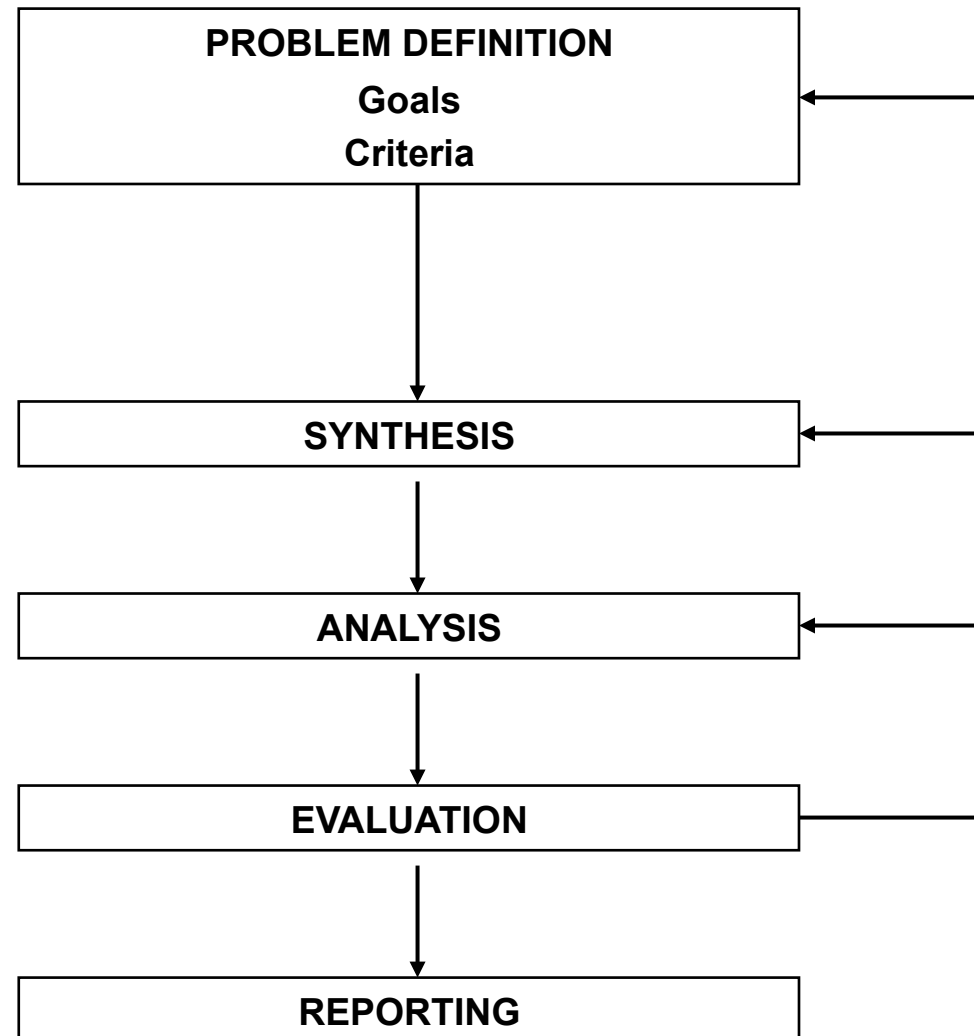 PROBLEM DEFINITION
Goals
Criteria
SYNTHESIS
ANALYSIS
EVALUATION
REPORTING